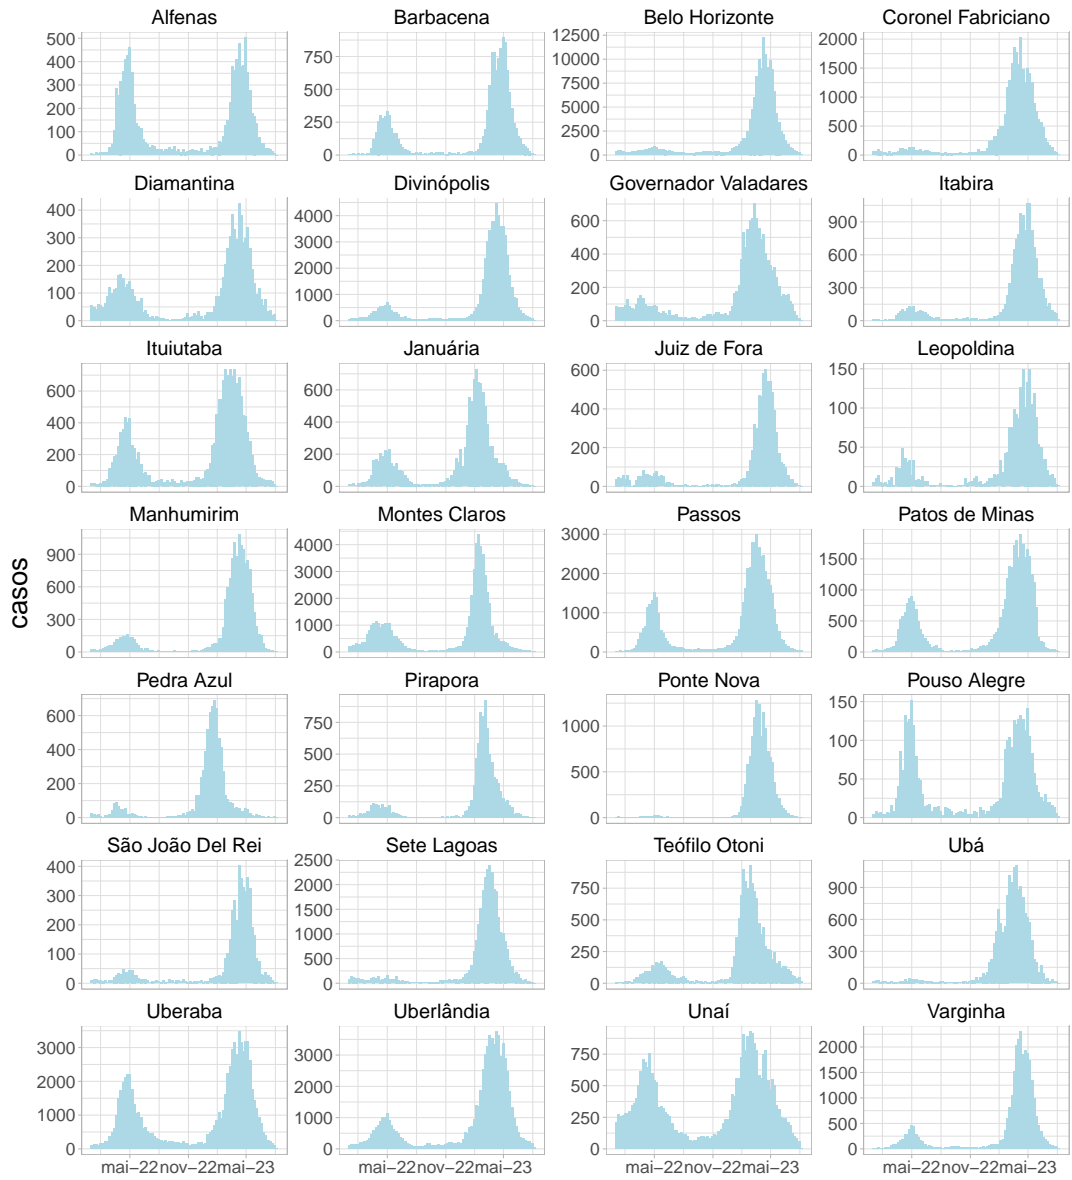 Alfenas Barbacena Belo Horizonte Coronel Fabriciano
500 400 300 200 100 0
750 500 250 0
12500 10000 7500 5000 2500 0
2000 1500 1000 500 0
Diamantina Divinópolis Governador Valadares Itabira
400 300 200 100 0
4000 3000 2000 1000 0
600 400 200 0
900 600 300 0
Ituiutaba Januária Juiz de Fora Leopoldina
600 400 200 0
600 400 200 0
600 400 200 0
150 100 50 0
casos
Manhumirim Montes Claros Passos Patos de Minas
900 600 300 0
4000 3000 2000 1000 0
3000 2000 1000 0
1500 1000 500 0
Pedra Azul Pirapora Ponte Nova Pouso Alegre
600 400 200 0
750 500 250 0
1000 500 0
150 100 50 0
São João Del Rei Sete Lagoas Teófilo Otoni Ubá
400 300 200 100 0
2500 2000 1500 1000 500 0
750 500 250 0
900 600 300 0
Uberaba Uberlândia Unaí Varginha
3000 2000 1000 0
3000 2000 1000 0
750 500 250 0
2000 1500 1000 500 0
mai−22 nov−22 mai−23 mai−22 nov−22 mai−23 mai−22 nov−22 mai−23 mai−22 nov−22 mai−23